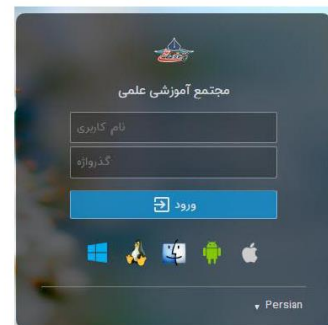 مجتمع آموزشی علمی
نام کاربری
گذرواژه
ورود
Persian